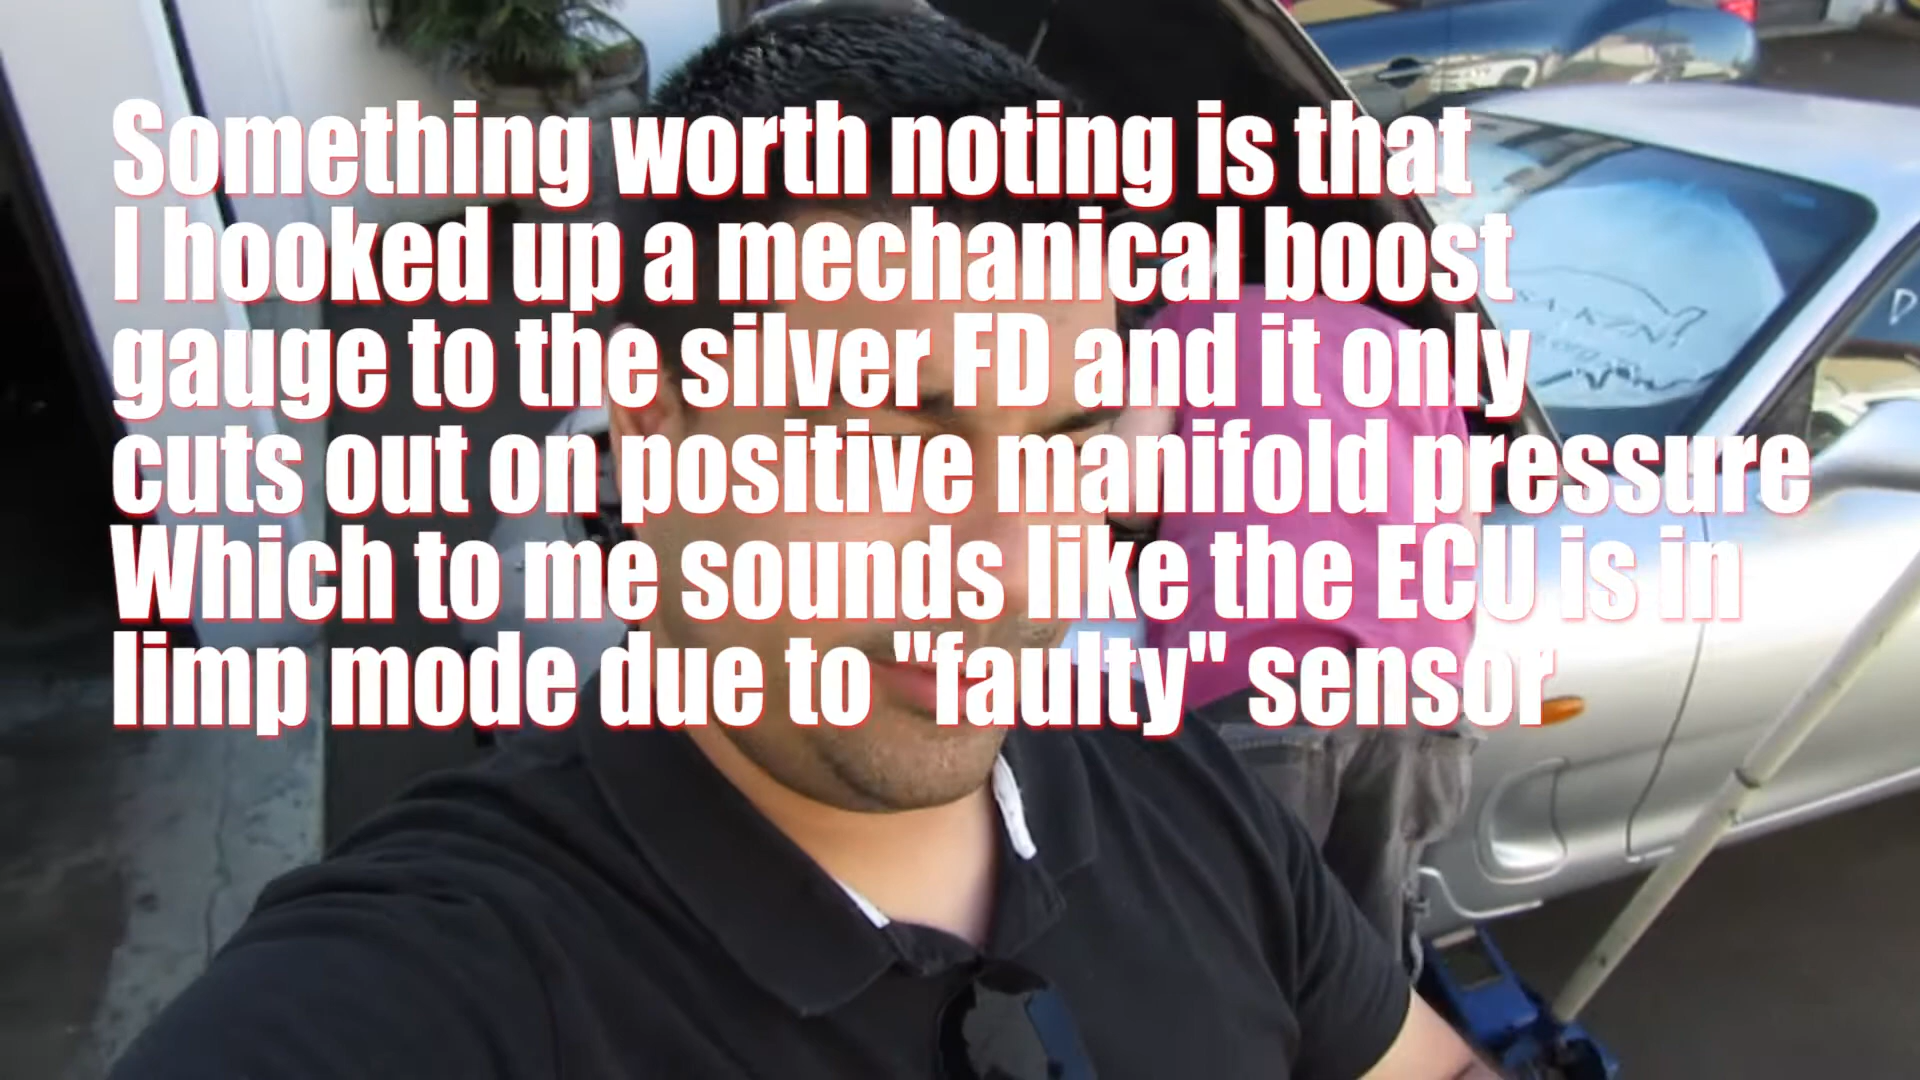 Something worth noting is that
I hooked up a mechanical boost
gauge to the silver FD and it only
cuts out on positive manifold pressure
Which to me sounds like the ECU is in
limp mode due to "faulty" sensor